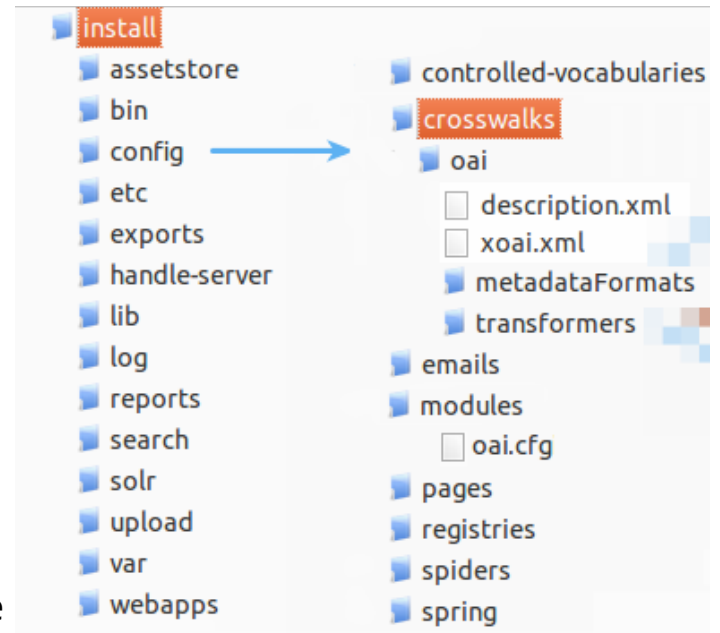 install
assetstore
bin
config
etc
exports
handle-server
lib
log
reports
search
solr
upload
var
webapps
controlled-vocabularies
crosswalks
oai
description.xml
xoai.xml
metadataFormats
transformers
emails
modules
oai.cfg
pages
registries
spiders
spring
e